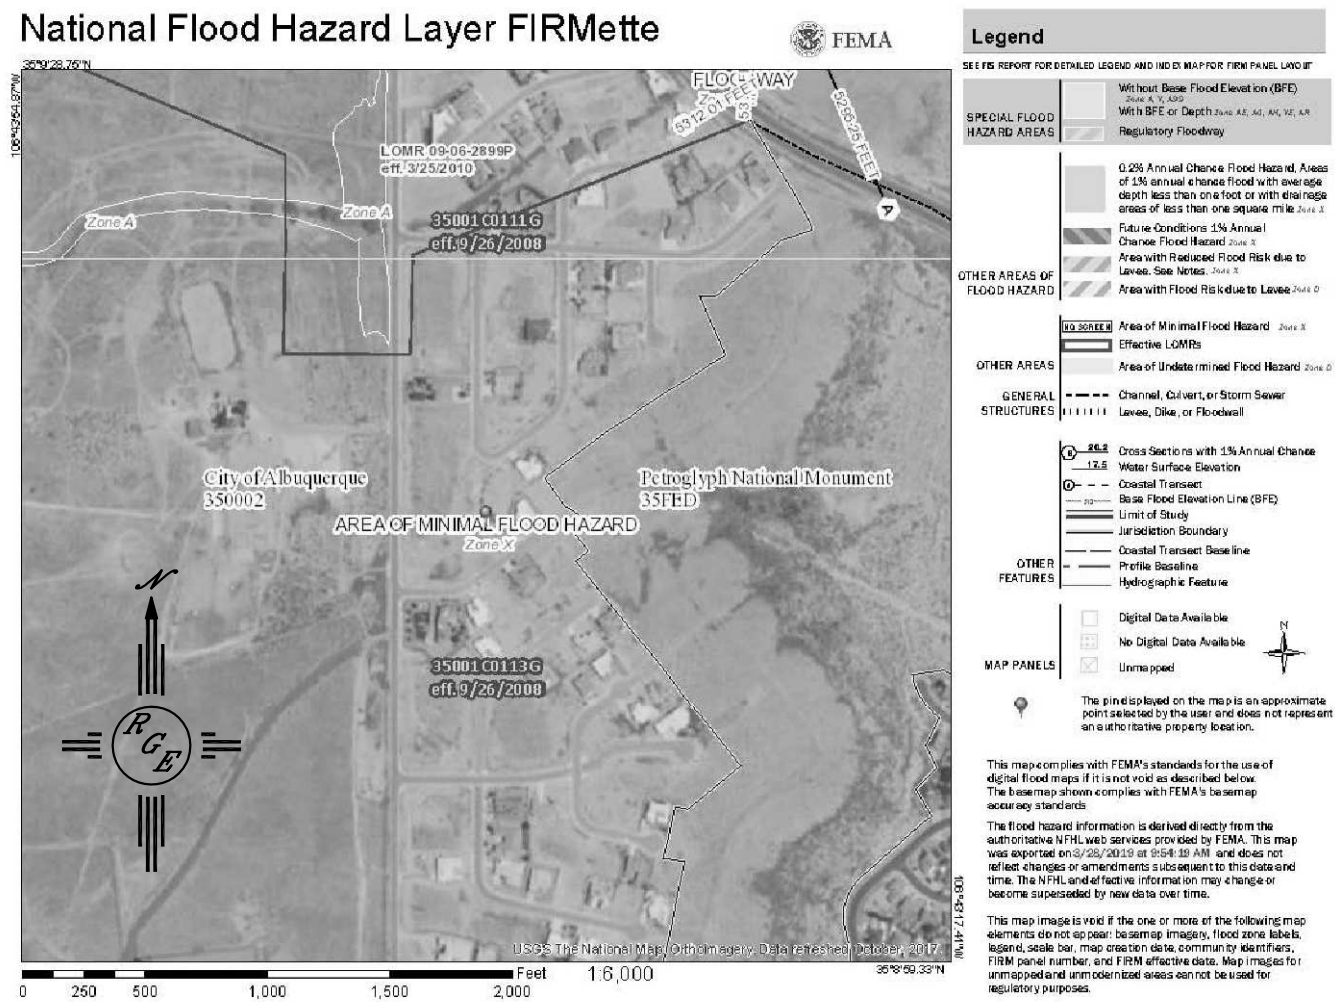 National Flood Hazard Layer FIRMette
FEMA
35°9'28.75"N
106°43'54.87"W
FLOODWAY
5312.01 FEET
5293.25 FEET
A
LOMR 09-06-2899P
eff. 3/25/2010
Zone A
Zone A
35001C0111G
eff. 9/26/2008
City of Albuquerque
350002
Petroglyph National Monument
35FED
AREA OF MINIMAL FLOOD HAZARD
Zone X
N
RGE
35001C0113G
eff. 9/26/2008
USGS The National Map: Orthoimagery. Data refreshed October, 2017.
106°43'17.41"W
35°8'59.33"N
Feet
1:6,000
0 250 500 1,000 1,500 2,000
Legend
SEE FIS REPORT FOR DETAILED LEGEND AND INDEX MAP FOR FIRM PANEL LAYOUT
SPECIAL FLOOD
HAZARD AREAS
Without Base Flood Elevation (BFE)
Zone A, V, A99
With BFE or Depth Zone AE, AO, AH, VE, AR
Regulatory Floodway
0.2% Annual Chance Flood Hazard, Areas
of 1% annual chance flood with average
depth less than one foot or with drainage
areas of less than one square mile Zone X
Future Conditions 1% Annual
Chance Flood Hazard Zone X
Area with Reduced Flood Risk due to
Levee. See Notes. Zone X
Area with Flood Risk due to Levee Zone D
OTHER AREAS OF
FLOOD HAZARD
NO SCREEN Area of Minimal Flood Hazard Zone X
Effective LOMRs
OTHER AREAS
Area of Undetermined Flood Hazard Zone D
GENERAL
STRUCTURES
Channel, Culvert, or Storm Sewer
Levee, Dike, or Floodwall
B 20.2 Cross Sections with 1% Annual Chance
17.5 Water Surface Elevation
Coastal Transect
Base Flood Elevation Line (BFE)
Limit of Study
Jurisdiction Boundary
Coastal Transect Baseline
OTHER
FEATURES
Profile Baseline
Hydrographic Feature
Digital Data Available
No Digital Data Available
MAP PANELS
Unmapped
N
The pin displayed on the map is an approximate
point selected by the user and does not represent
an authoritative property location.
This map complies with FEMA's standards for the use of
digital flood maps if it is not void as described below.
The basemap shown complies with FEMA's basemap
accuracy standards
The flood hazard information is derived directly from the
authoritative NFHL web services provided by FEMA. This map
was exported on 3/28/2019 at 9:54:19 AM and does not
reflect changes or amendments subsequent to this date and
time. The NFHL and effective information may change or
become superseded by new data over time.
This map image is void if the one or more of the following map
elements do not appear: basemap imagery, flood zone labels,
legend, scale bar, map creation date, community identifiers,
FIRM panel number, and FIRM effective date. Map images for
unmapped and unmodernized areas cannot be used for
regulatory purposes.